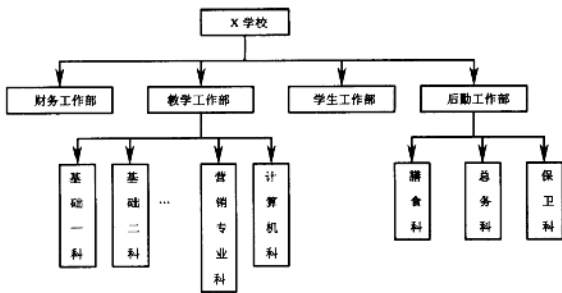 X 学校
财务工作部
教学工作部
学生工作部
后勤工作部
基础一科
基础二科
…
营销专业科
计算机科
膳食科
总务科
保卫科